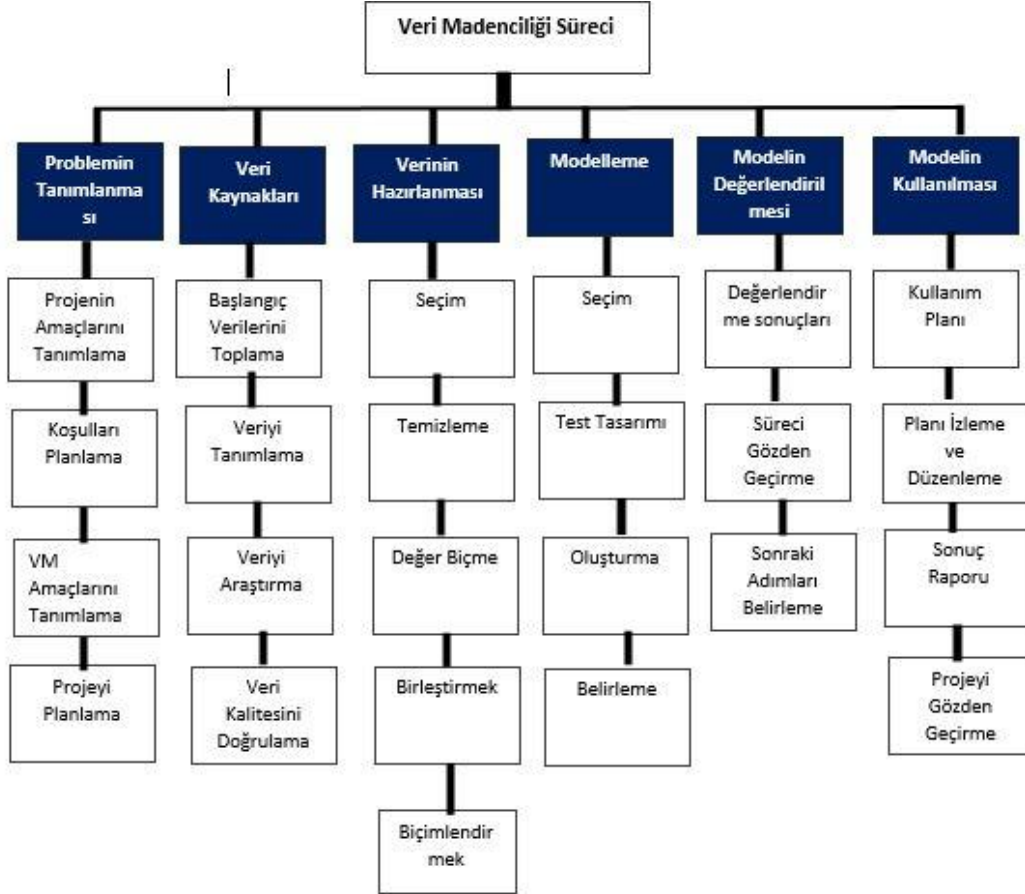 Veri Madenciliği Süreci
Problemin
Tanımlanma
sı
Veri
Kaynakları
Verinin
Hazırlanması
Modelleme
Modelin
Değerlendiril
mesi
Modelin
Kullanılması
Projenin
Amaçlarını
Tanımlama
Başlangıç
Verilerini
Toplama
Seçim
Seçim
Değerlendir
me sonuçları
Kullanım
Planı
Koşulları
Planlama
Veriyi
Tanımlama
Temizleme
Test Tasarımı
Süreci
Gözden
Geçirme
Planı İzleme
ve
Düzenleme
VM
Amaçlarını
Tanımlama
Veriyi
Araştırma
Değer Biçme
Oluşturma
Sonraki
Adımları
Belirleme
Sonuç
Raporu
Projeyi
Planlama
Veri
Kalitesini
Doğrulama
Birleştirmek
Belirleme
Projeyi
Gözden
Geçirme
Biçimlendir
mek